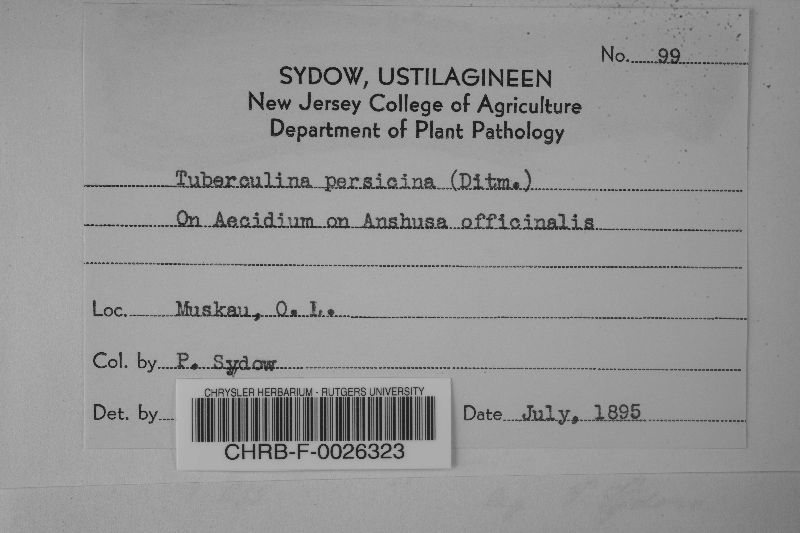 No. 99
SYDOW, USTILAGINEEN
New Jersey College of Agriculture
Department of Plant Pathology
Tuberculina persicina (Ditm.)
On Aecidium on Anshusa officinalis
Loc. Muskau, O. L.
Col. by P. Sydow
Det. by
Date July, 1895
CHRYSLER HERBARIUM - RUTGERS UNIVERSITY
CHRB-F-0026323